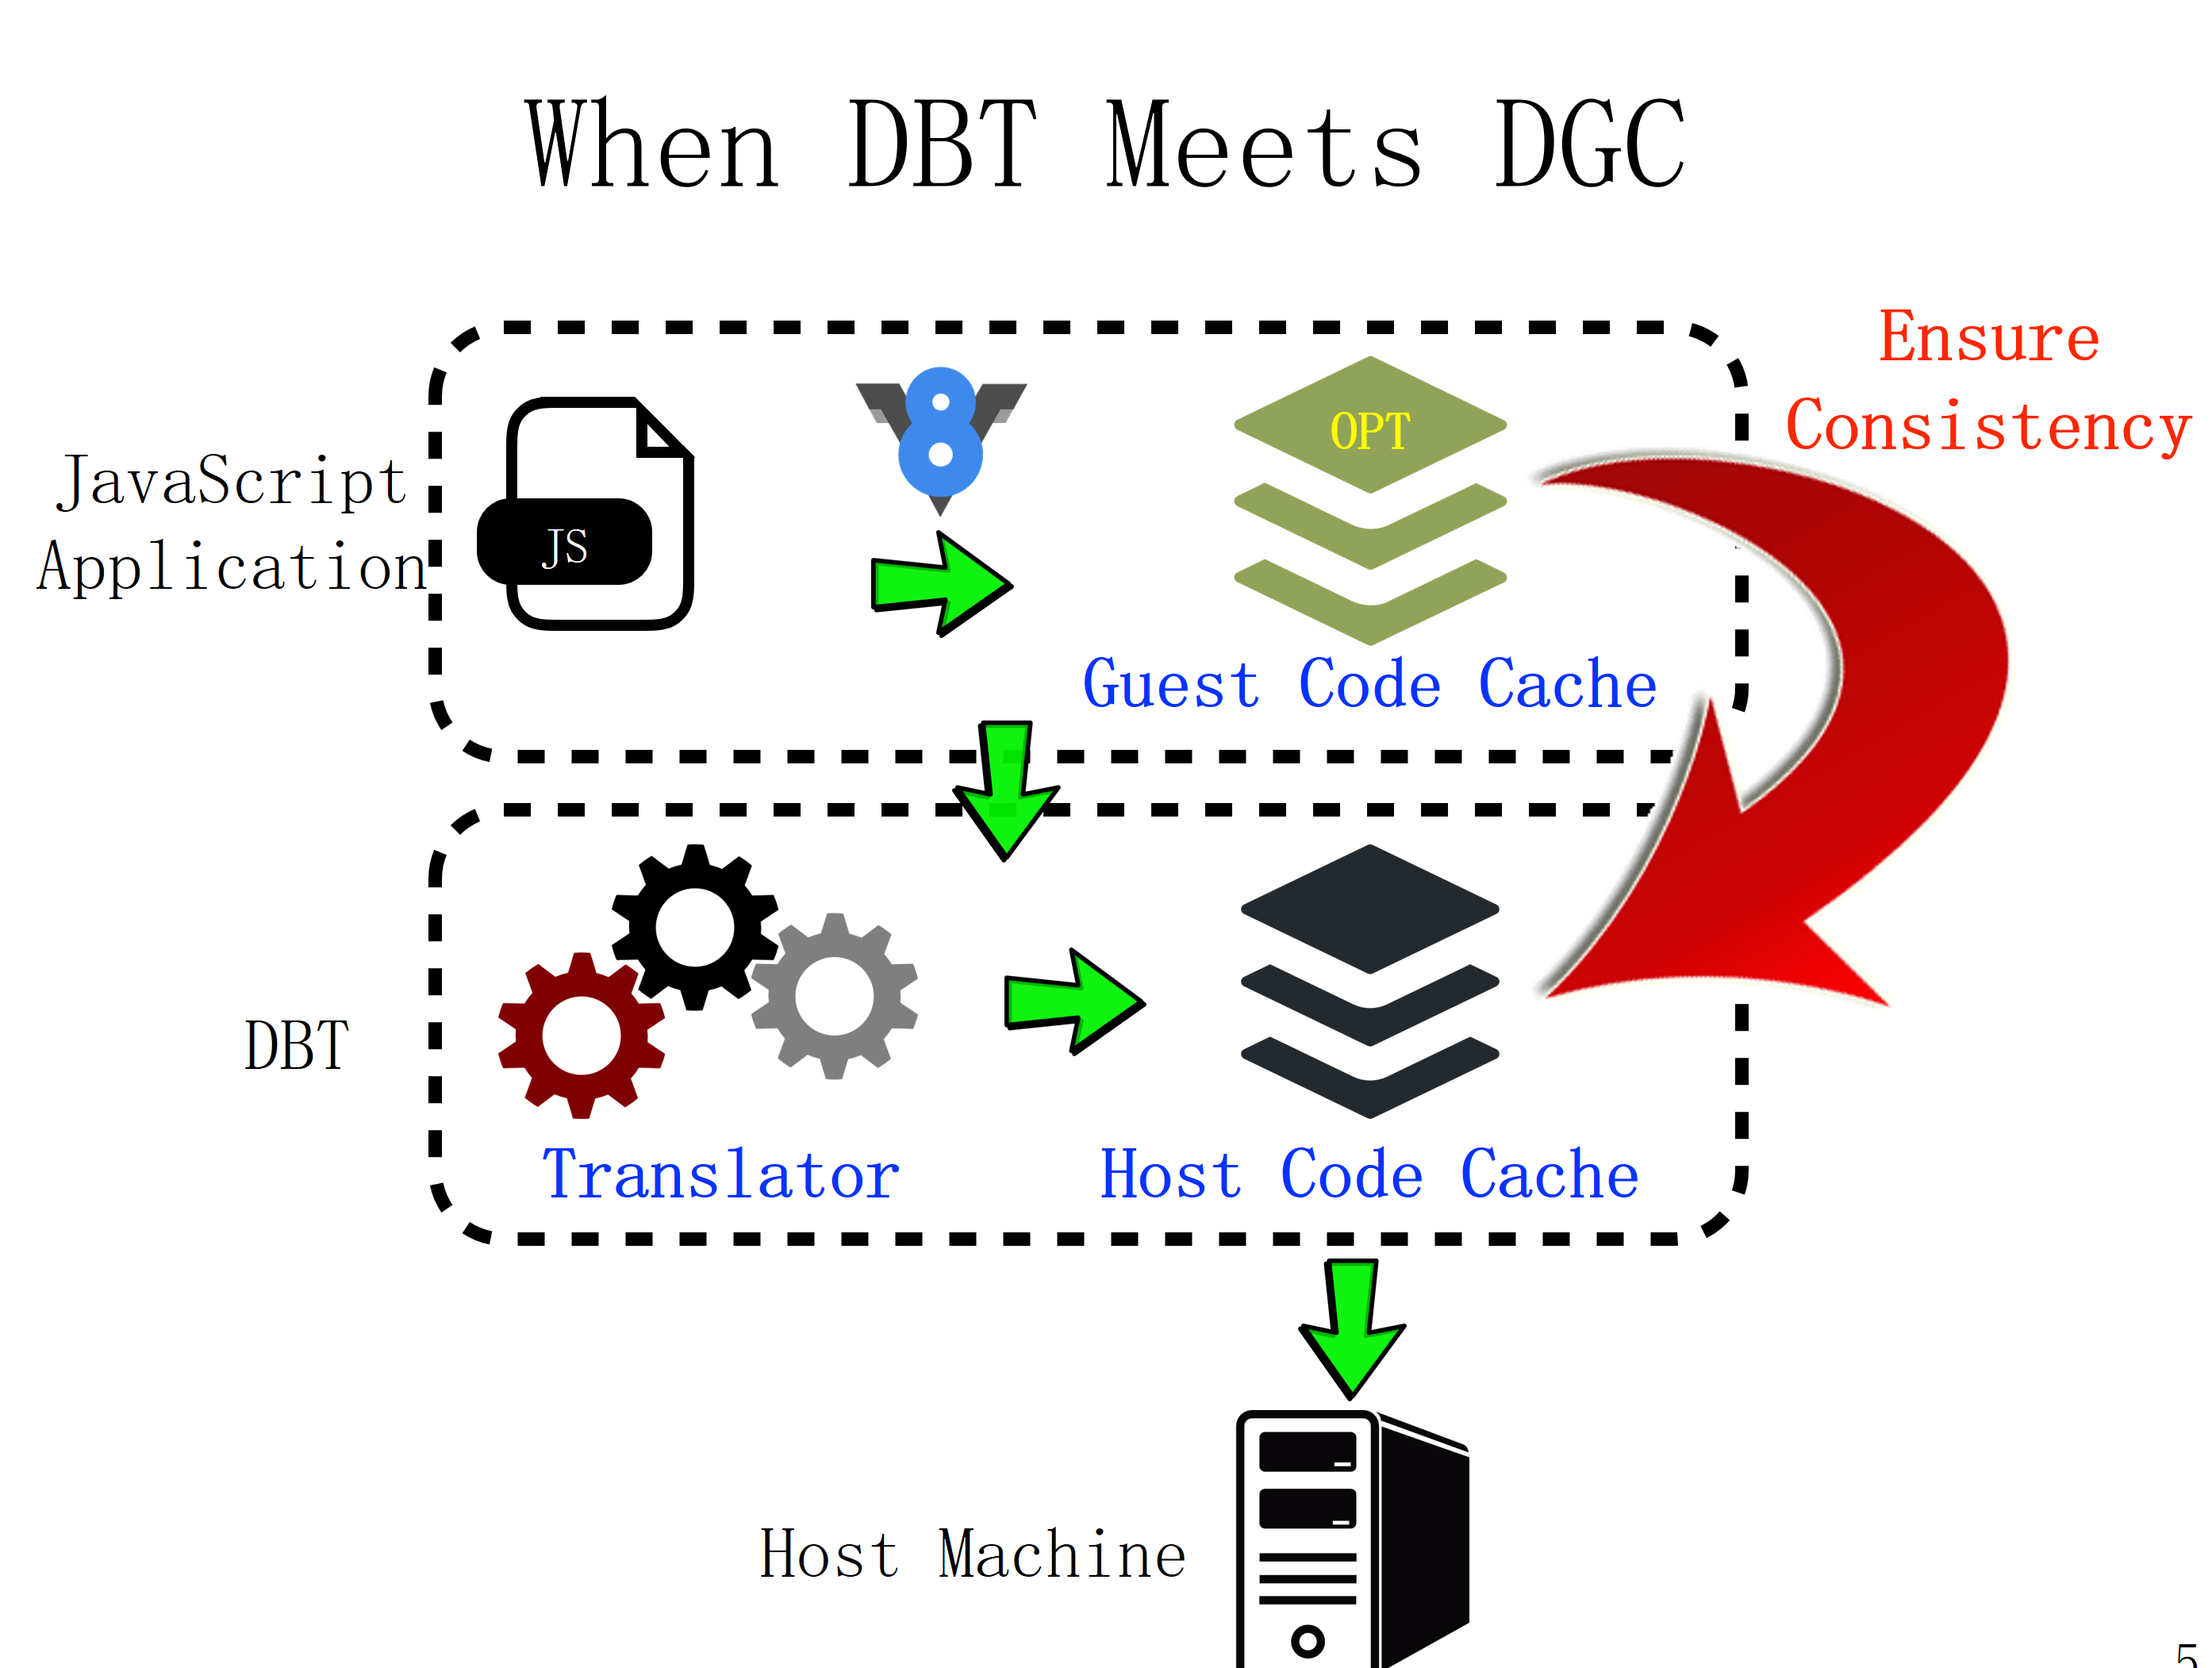 When DBT Meets DGC
Ensure
Consistency
JavaScript
Application
JS
OPT
Guest Code Cache
DBT
Translator
Host Code Cache
Host Machine
5